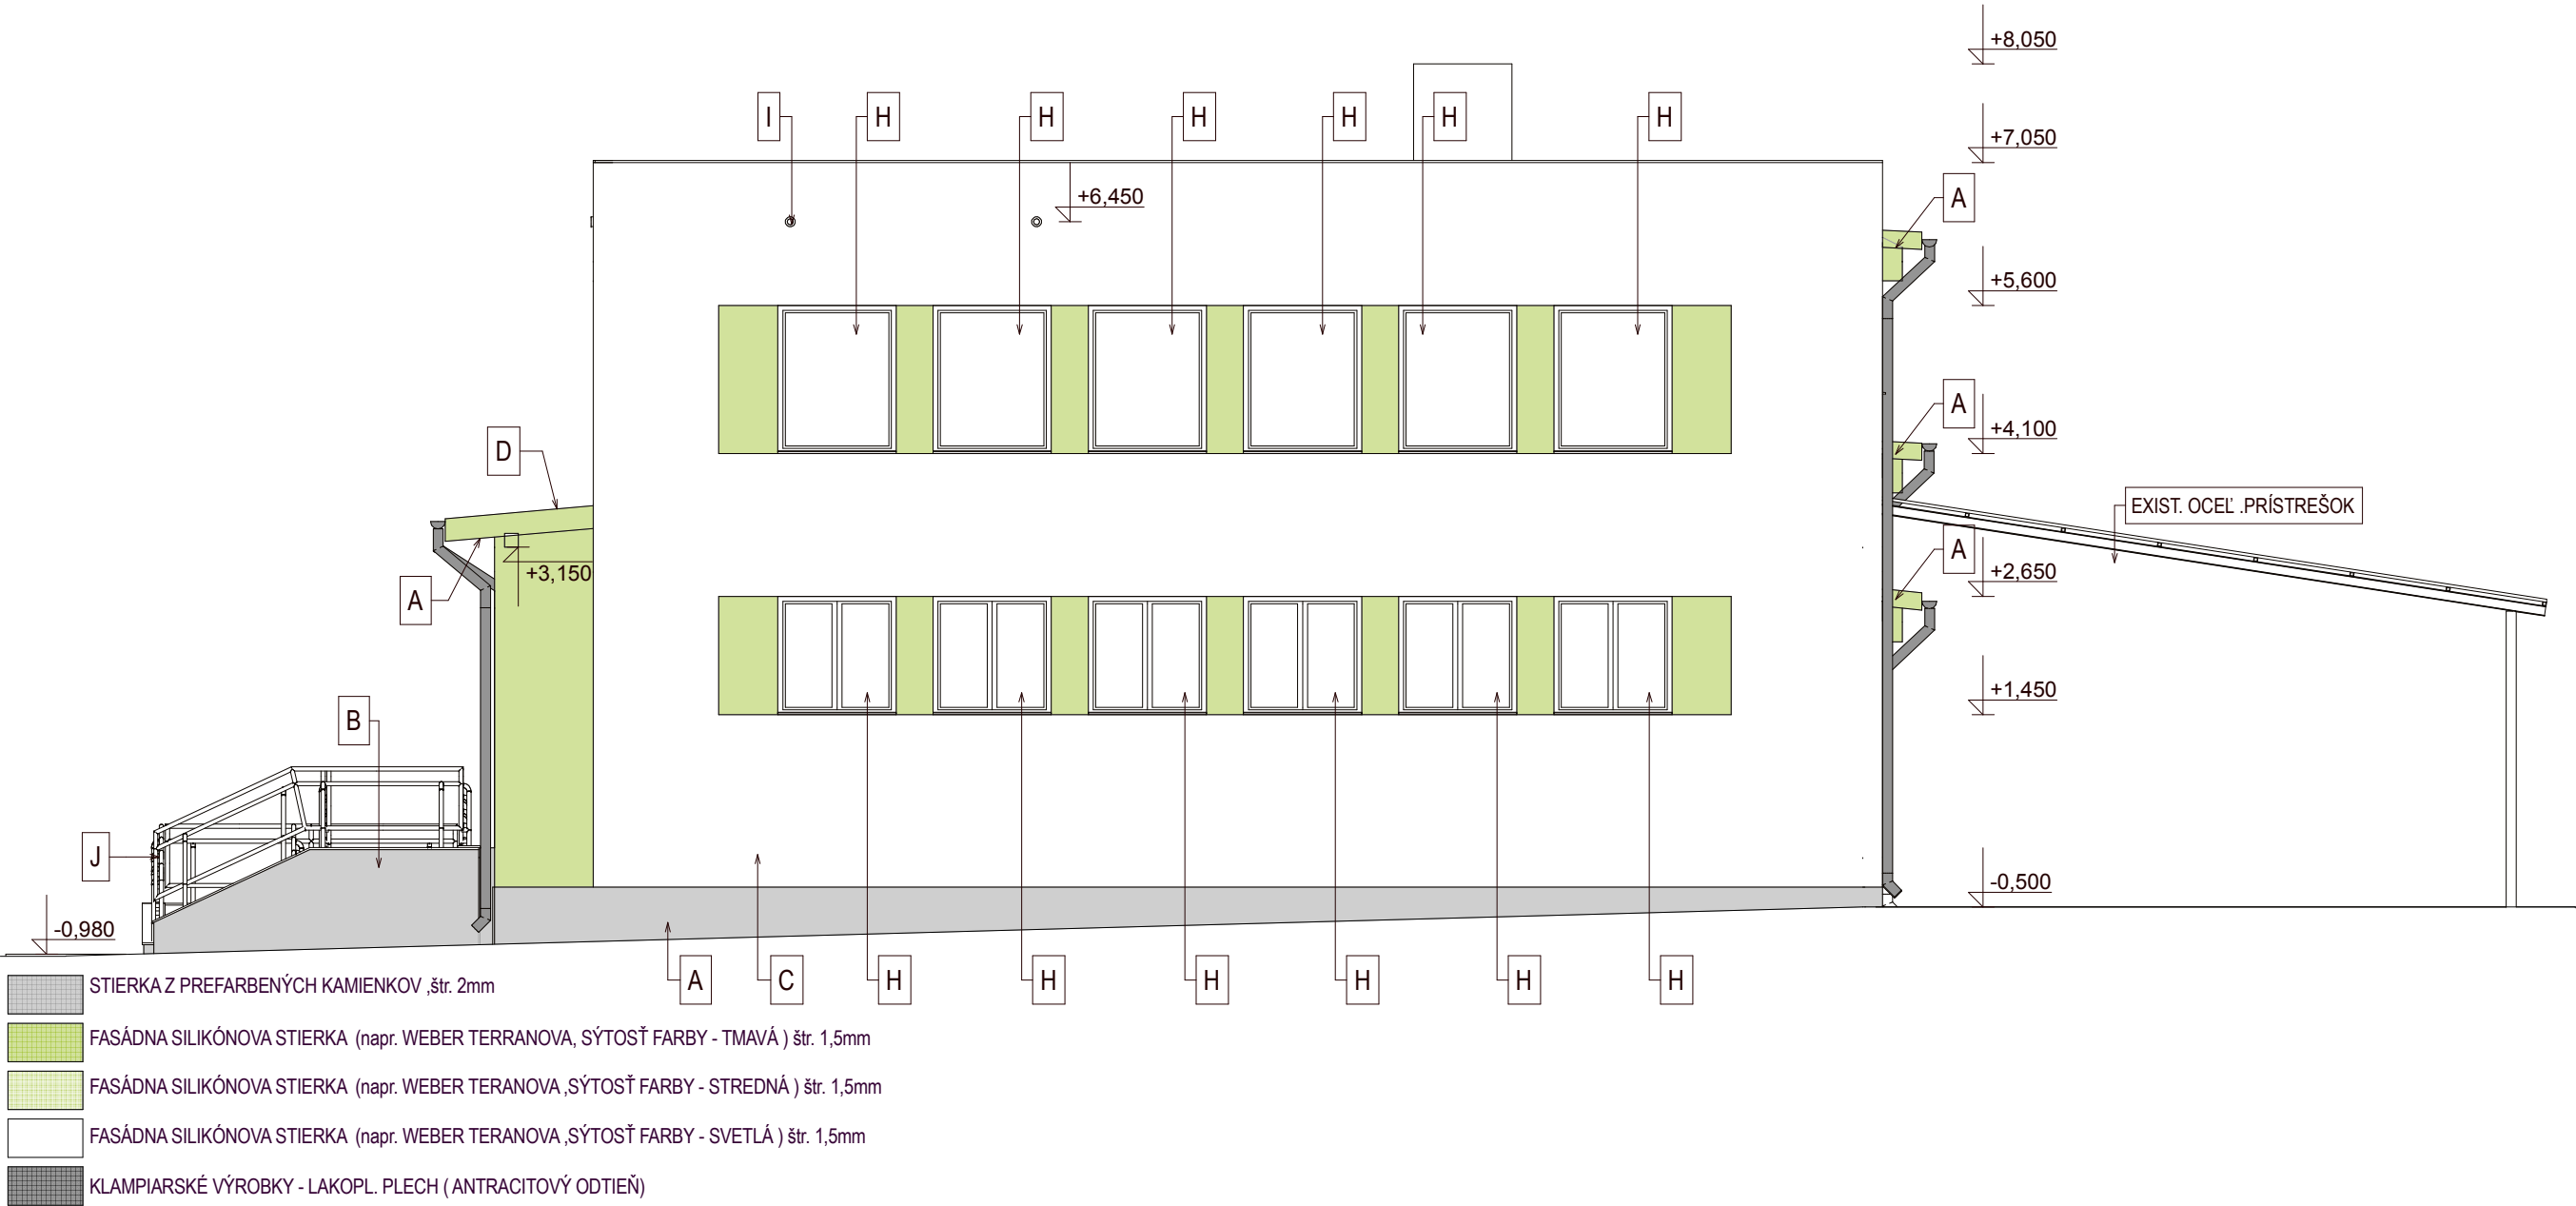 +8,050
I
H
H
H
H
H
H
+7,050
+6,450
A
+5,600
A
+4,100
D
EXIST. OCEĽ .PRÍSTREŠOK
A
+3,150
+2,650
A
B
+1,450
J
-0,500
-0,980
A
C
H
H
H
H
H
H
STIERKA Z PREFARBENÝCH KAMIENKOV ,štr. 2mm
FASÁDNA SILIKÓNOVA STIERKA (napr. WEBER TERRANOVA, SÝTOSŤ FARBY - TMAVÁ ) štr. 1,5mm
FASÁDNA SILIKÓNOVA STIERKA (napr. WEBER TERANOVA ,SÝTOSŤ FARBY - STREDNÁ ) štr. 1,5mm
FASÁDNA SILIKÓNOVA STIERKA (napr. WEBER TERANOVA ,SÝTOSŤ FARBY - SVETLÁ ) štr. 1,5mm
KLAMPIARSKÉ VÝROBKY - LAKOPL. PLECH ( ANTRACITOVÝ ODTIEŇ)